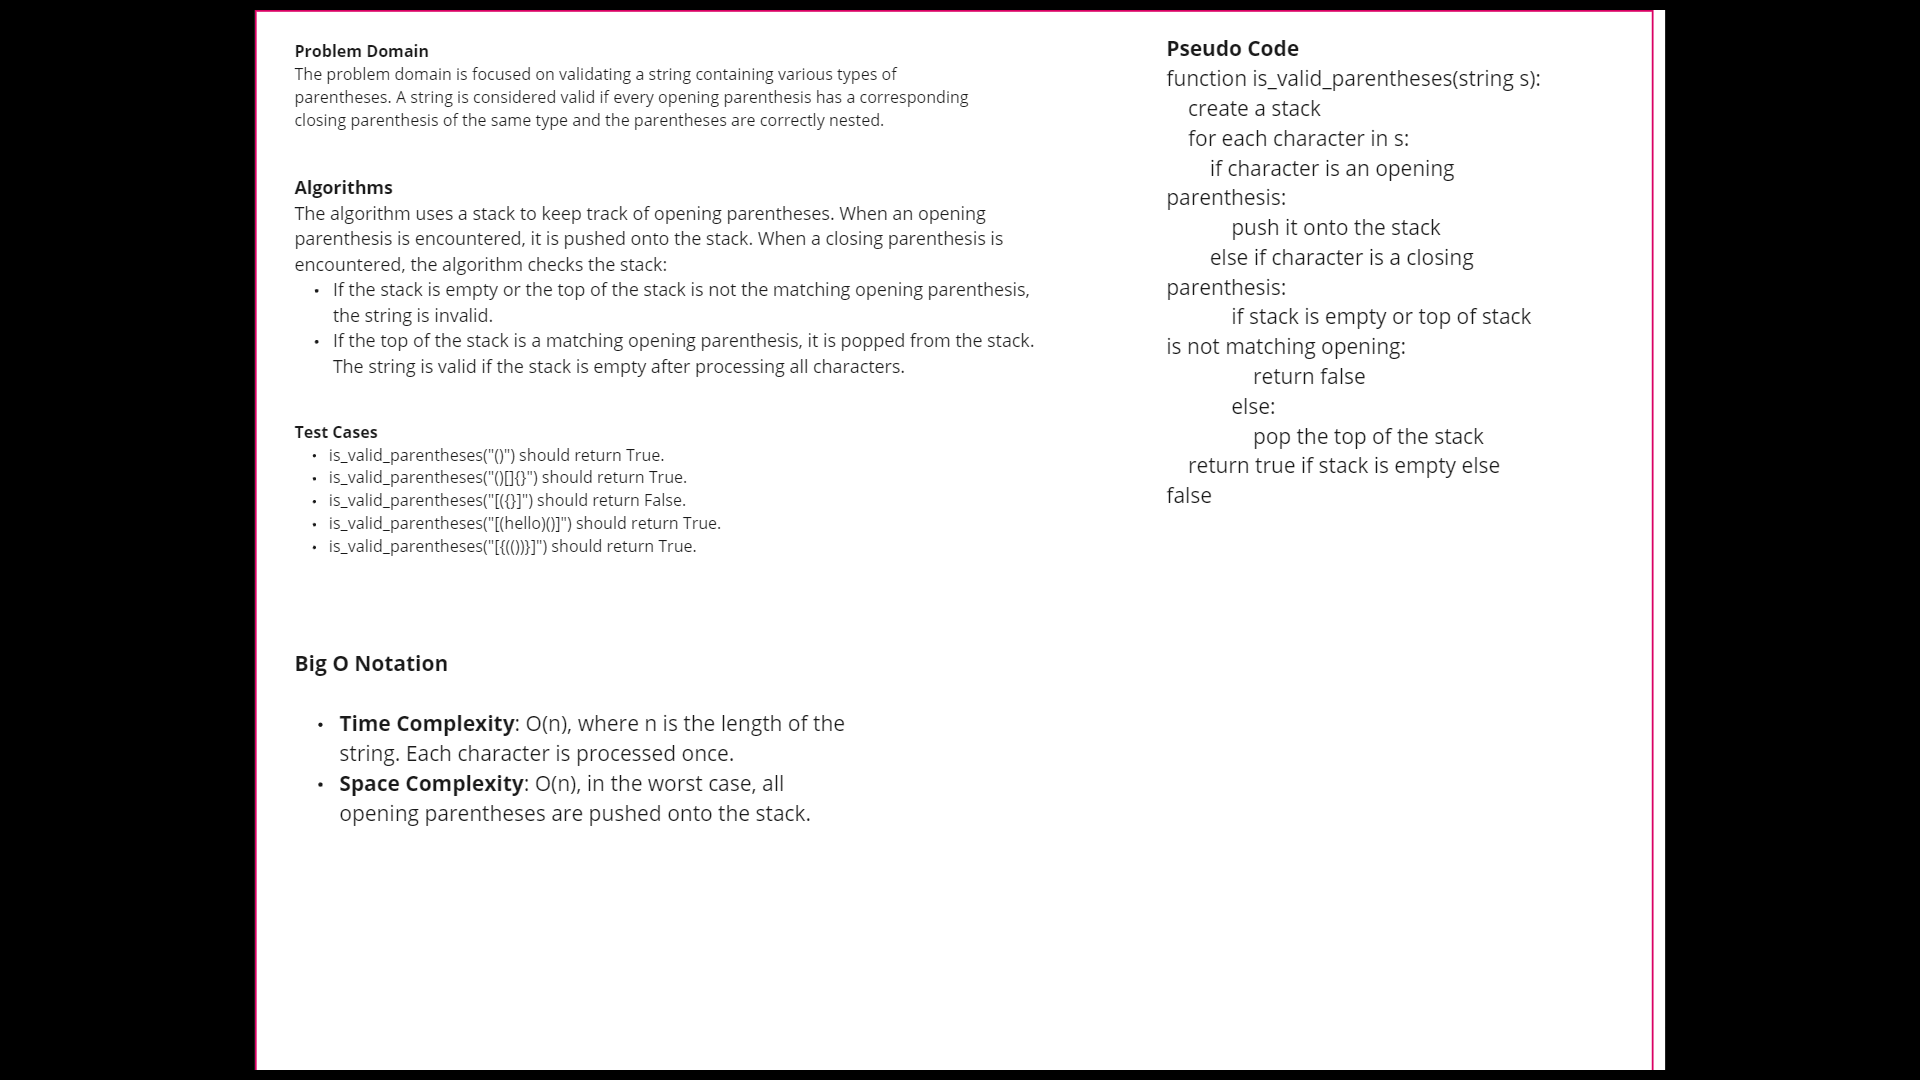 Problem Domain
The problem domain is focused on validating a string containing various types of
parentheses. A string is considered valid if every opening parenthesis has a corresponding
closing parenthesis of the same type and the parentheses are correctly nested.
Algorithms
The algorithm uses a stack to keep track of opening parentheses. When an opening
parenthesis is encountered, it is pushed onto the stack. When a closing parenthesis is
encountered, the algorithm checks the stack:
• If the stack is empty or the top of the stack is not the matching opening parenthesis,
the string is invalid.
• If the top of the stack is a matching opening parenthesis, it is popped from the stack.
The string is valid if the stack is empty after processing all characters.
Test Cases
• is_valid_parentheses("()") should return True.
• is_valid_parentheses("()[]{}") should return True.
• is_valid_parentheses("[({}]") should return False.
• is_valid_parentheses("[(hello)()]") should return True.
• is_valid_parentheses("[{(())}]") should return True.
Big O Notation
• Time Complexity: O(n), where n is the length of the
string. Each character is processed once.
• Space Complexity: O(n), in the worst case, all
opening parentheses are pushed onto the stack.
Pseudo Code
function is_valid_parentheses(string s):
create a stack
for each character in s:
if character is an opening
parenthesis:
push it onto the stack
else if character is a closing
parenthesis:
if stack is empty or top of stack
is not matching opening:
return false
else:
pop the top of the stack
return true if stack is empty else
false